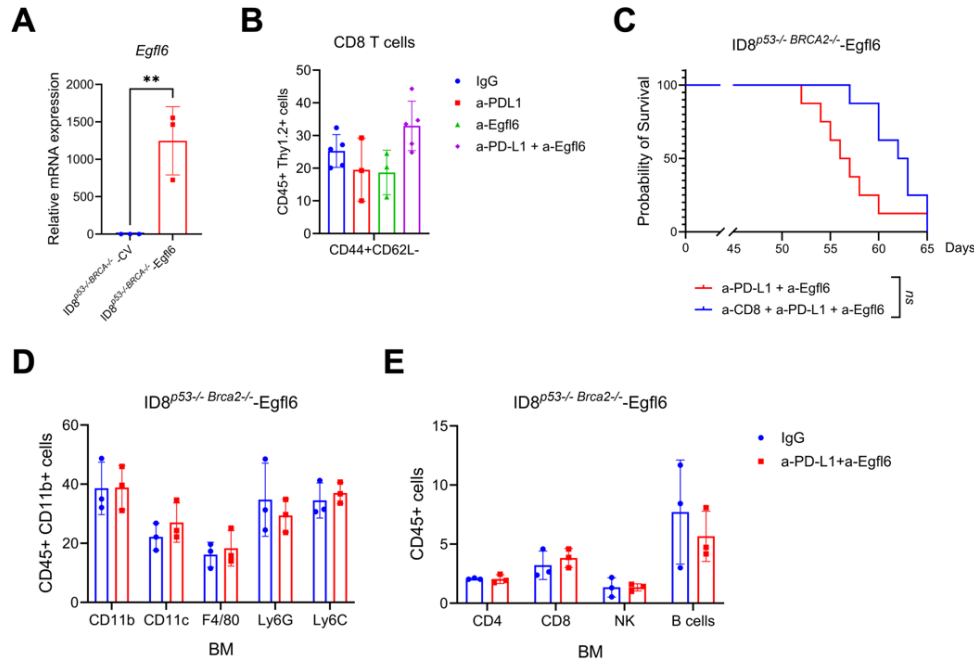 A
Egfl6
**
Relative mRNA expression
2000
1500
1000
500
0
ID8p53-/-BRCA-/- -CV
ID8p53-/-BRCA-/- -Egfl6
B
CD8 T cells
CD45+ Thy1.2+ cells
50
40
30
20
10
0
CD44+CD62L-
IgG
a-PDL1
a-Egfl6
a-PD-L1 + a-Egfl6
C
ID8p53-/- BRCA2-/--Egfl6
Probability of Survival
100
50
0
0 45 50 55 60 65 Days
a-PD-L1 + a-Egfl6
a-CD8 + a-PD-L1 + a-Egfl6
ns
D
ID8p53-/- Brca2-/--Egfl6
CD45+ CD11b+ cells
60
40
20
0
CD11b CD11c F4/80 Ly6G Ly6C
BM
E
ID8p53-/- Brca2-/--Egfl6
CD45+ cells
15
10
5
0
CD4 CD8 NK B cells
BM
IgG
a-PD-L1+a-Egfl6